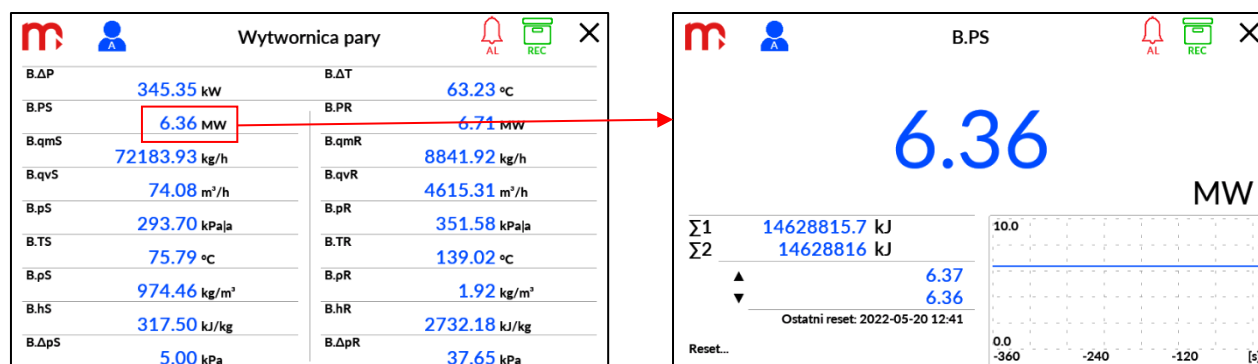 Wytwornica pary
A
AL
REC
B.ΔP
345.35 kW
B.ΔT
63.23 °C
B.PS
6.36 MW
B.PR
6.71 MW
B.qmS
72183.93 kg/h
B.qmR
8841.92 kg/h
B.qvS
74.08 m³/h
B.qvR
4615.31 m³/h
B.pS
293.70 kPa|a
B.pR
351.58 kPa|a
B.TS
75.79 °C
B.TR
139.02 °C
B.ρS
974.46 kg/m³
B.ρR
1.92 kg/m³
B.hS
317.50 kJ/kg
B.hR
2732.18 kJ/kg
B.ΔpS
5.00 kPa
B.ΔpR
37.65 kPa
B.PS
A
AL
REC
6.36
MW
∑1 14628815.7 kJ
∑2 14628816 kJ
▲ 6.37
▼ 6.36
Ostatni reset: 2022-05-20 12:41
Reset...
10.0
0.0
-360 -240 -120 [s]